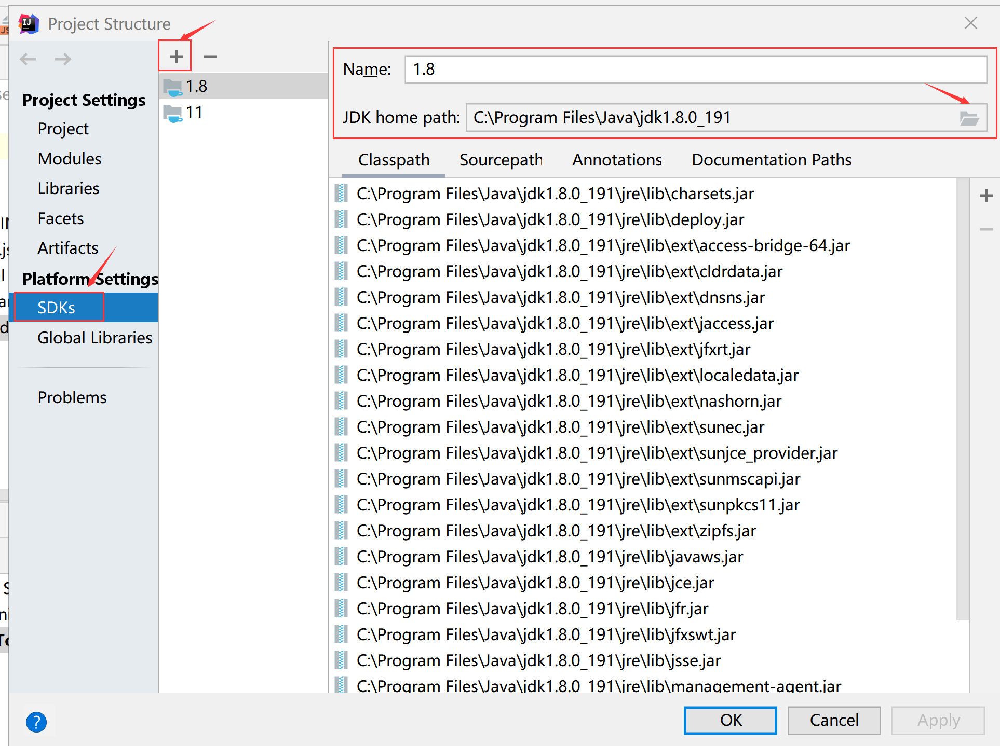 Project Structure
Project Settings
Project
Modules
Libraries
Facets
Artifacts
Platform Settings
SDKs
Global Libraries
Problems
1.8
11
Name: 1.8
JDK home path: C:\Program Files\Java\jdk1.8.0_191
Classpath Sourcepath Annotations Documentation Paths
C:\Program Files\Java\jdk1.8.0_191\jre\lib\charsets.jar
C:\Program Files\Java\jdk1.8.0_191\jre\lib\deploy.jar
C:\Program Files\Java\jdk1.8.0_191\jre\lib\ext\access-bridge-64.jar
C:\Program Files\Java\jdk1.8.0_191\jre\lib\ext\cldrdata.jar
C:\Program Files\Java\jdk1.8.0_191\jre\lib\ext\dnsns.jar
C:\Program Files\Java\jdk1.8.0_191\jre\lib\ext\jaccess.jar
C:\Program Files\Java\jdk1.8.0_191\jre\lib\ext\jfxrt.jar
C:\Program Files\Java\jdk1.8.0_191\jre\lib\ext\localedata.jar
C:\Program Files\Java\jdk1.8.0_191\jre\lib\ext\nashorn.jar
C:\Program Files\Java\jdk1.8.0_191\jre\lib\ext\sunec.jar
C:\Program Files\Java\jdk1.8.0_191\jre\lib\ext\sunjce_provider.jar
C:\Program Files\Java\jdk1.8.0_191\jre\lib\ext\sunmscapi.jar
C:\Program Files\Java\jdk1.8.0_191\jre\lib\ext\sunpkcs11.jar
C:\Program Files\Java\jdk1.8.0_191\jre\lib\ext\zipfs.jar
C:\Program Files\Java\jdk1.8.0_191\jre\lib\javaws.jar
C:\Program Files\Java\jdk1.8.0_191\jre\lib\jce.jar
C:\Program Files\Java\jdk1.8.0_191\jre\lib\jfr.jar
C:\Program Files\Java\jdk1.8.0_191\jre\lib\jfxswt.jar
C:\Program Files\Java\jdk1.8.0_191\jre\lib\jsse.jar
C:\Program Files\Java\jdk1.8.0_191\jre\lib\management-agent.jar
OK Cancel Apply